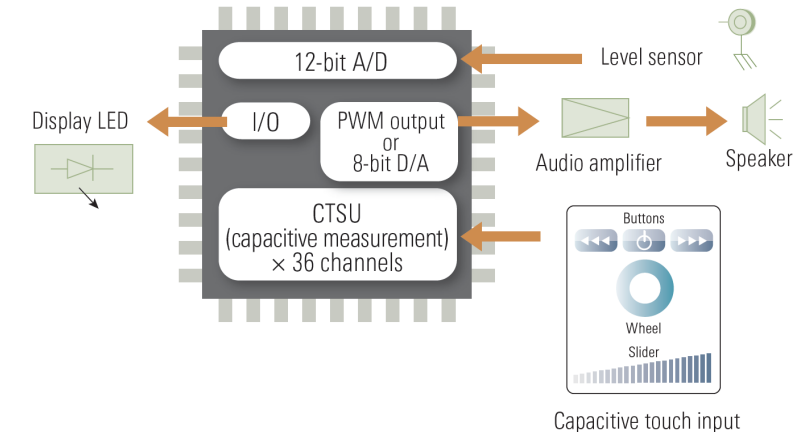 12-bit A/D
Level sensor
Display LED
I/O
PWM output
or
8-bit D/A
Audio amplifier
Speaker
CTSU
(capacitive measurement)
× 36 channels
Buttons
Wheel
Slider
Capacitive touch input